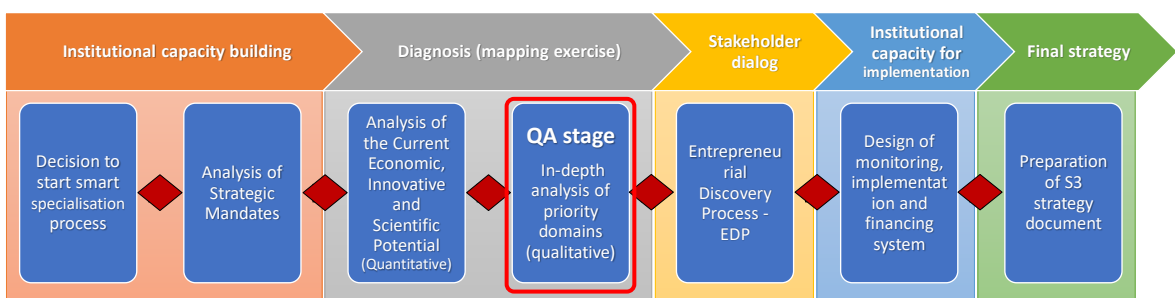 Institutional capacity building
Diagnosis (mapping exercise)
Stakeholder
dialog
Institutional
capacity for
implementation
Final strategy
Decision to
start smart
specialisation
process
Analysis of
Strategic
Mandates
Analysis of
the Current
Economic,
Innovative
and
Scientific
Potential
(Quantitative)
QA stage
In-depth
analysis of
priority
domains
(qualitative)
Entrepreneu
rial
Discovery
Process -
EDP
Design of
monitoring,
implementat
ion and
financing
system
Preparation
of S3
strategy
document